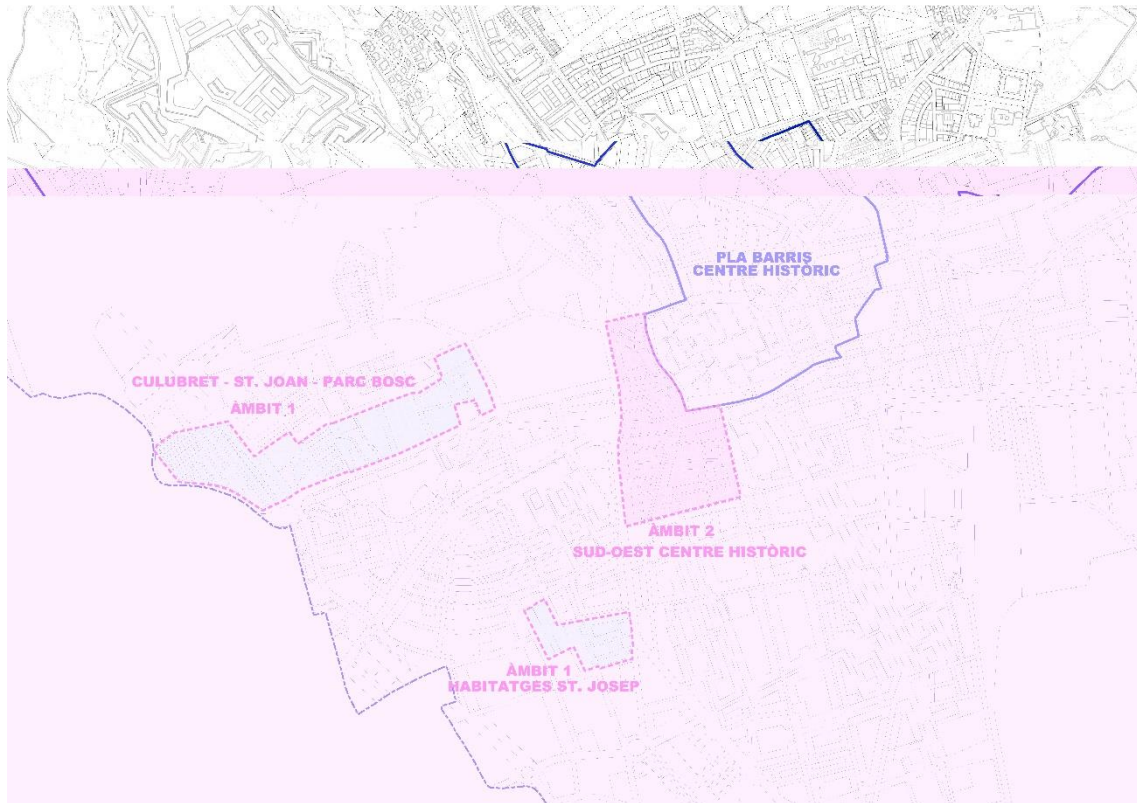 PLA BARRIS
CENTRE HISTÒRIC
CULUBRET - ST. JOAN - PARC BOSC
ÀMBIT 1
ÀMBIT 2
SUD-OEST CENTRE HISTÒRIC
ÀMBIT 1
HABITATGES ST. JOSEP